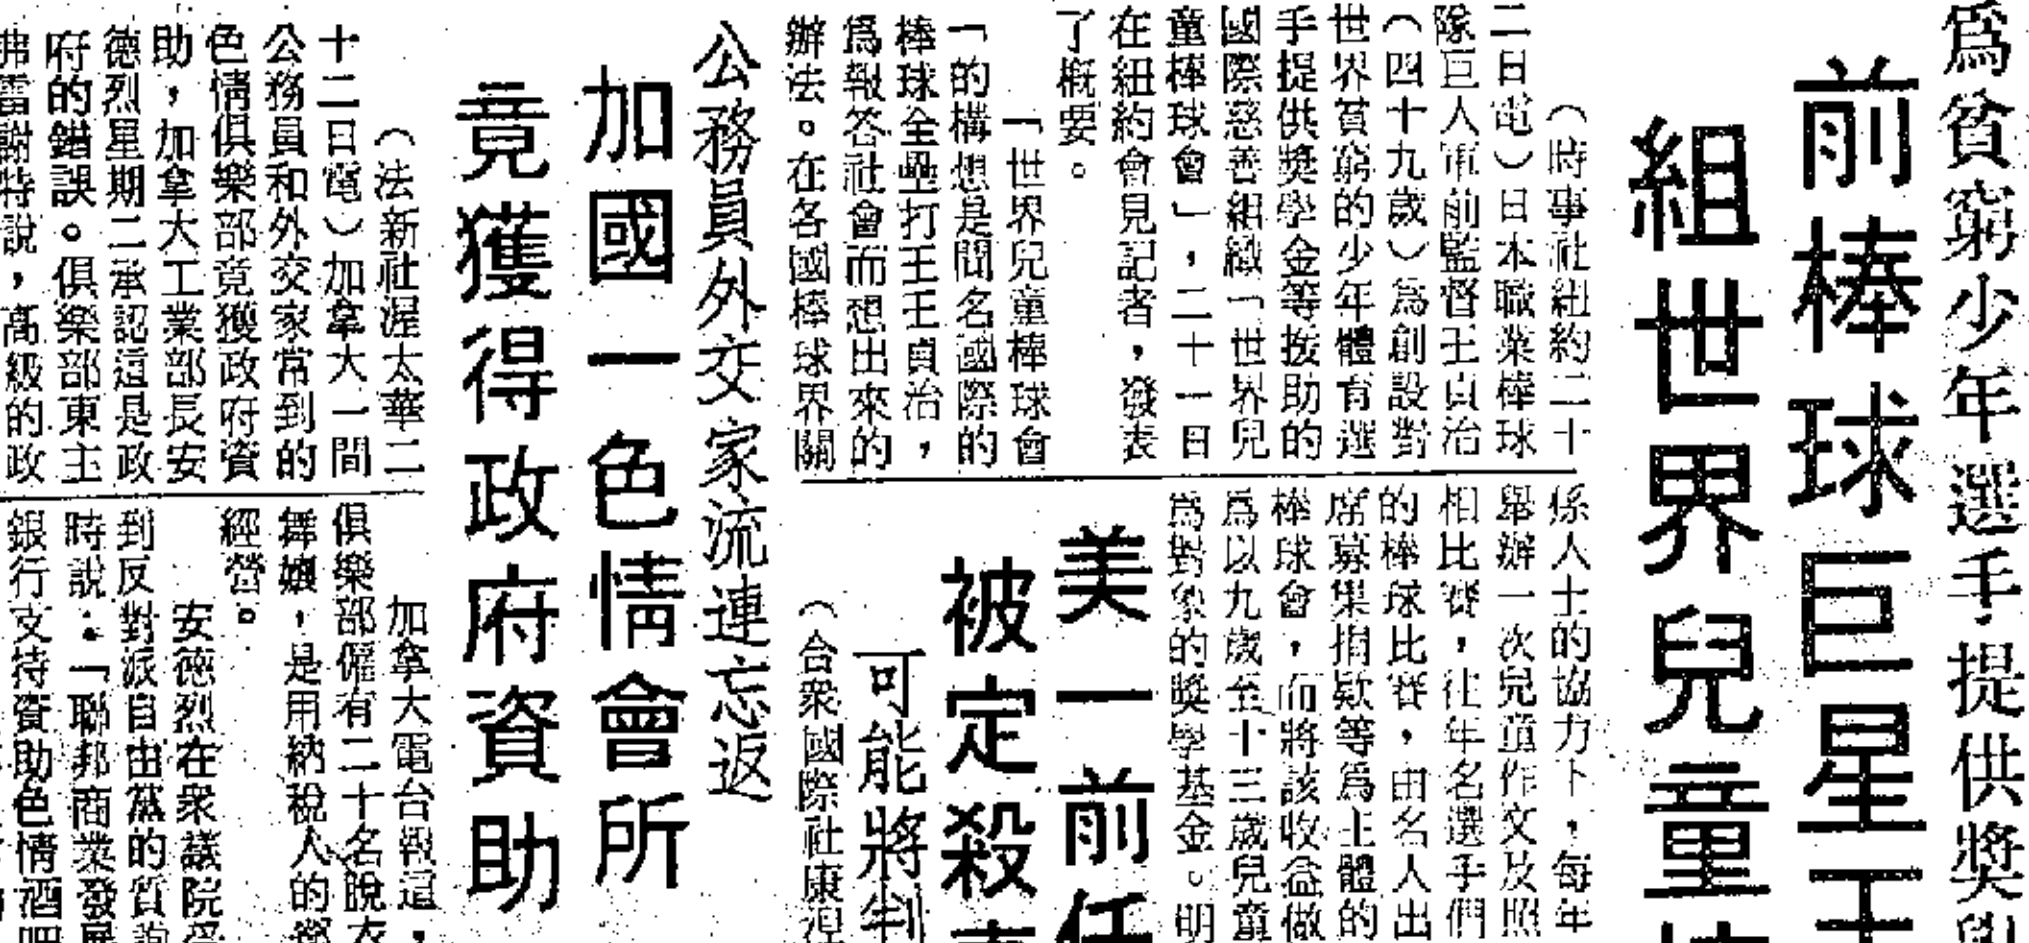 爲貧窮少年選手提供獎
前棒球巨星王
組世界兒童
（時事社紐約二十
二日電）日本職業棒球
隊巨人軍前監督王貞治
（四十九歲）爲創設對
世界貧窮的少年體育選
手提供獎學金等援助的
國際慈善組織「世界兒
童棒球會」，二十一日
在紐約會見記者，發表
了概要。
「世界兒童棒球會
」的構想是聞名國際的
棒球全壘打王王貞治，
爲報答社會而想出來的
辦法。在各國棒球界關
係人士的協力下，每年
舉辦一次兒童作文及照
相比賽，往年名選手們
的棒球比賽，由名人出
席募集捐款等爲主體的
棒球會，而將該收益做
爲以九歲至十三歲兒童
爲對象的獎學基金。明
美一前任
被定殺
可能將判
（合衆國際社康涅
公務員外交家流連忘返
加國一色情會所
竟獲得政府資助
（法新社渥太華二
十二日電）加拿大一間
公務員和外交家常到的
色情俱樂部竟獲政府資
助，加拿大工業部長安
德烈星期二承認這是政
府的錯誤。俱樂部東主
弗雷謝特說，高級的政
加拿大電台報道，
俱樂部僱有二十名脫衣
舞孃，是用納稅人的
經營。
安德烈在衆議院受
到反對派自由黨的質詢
時說：「聯邦商業發展
銀行支持資助色情酒吧